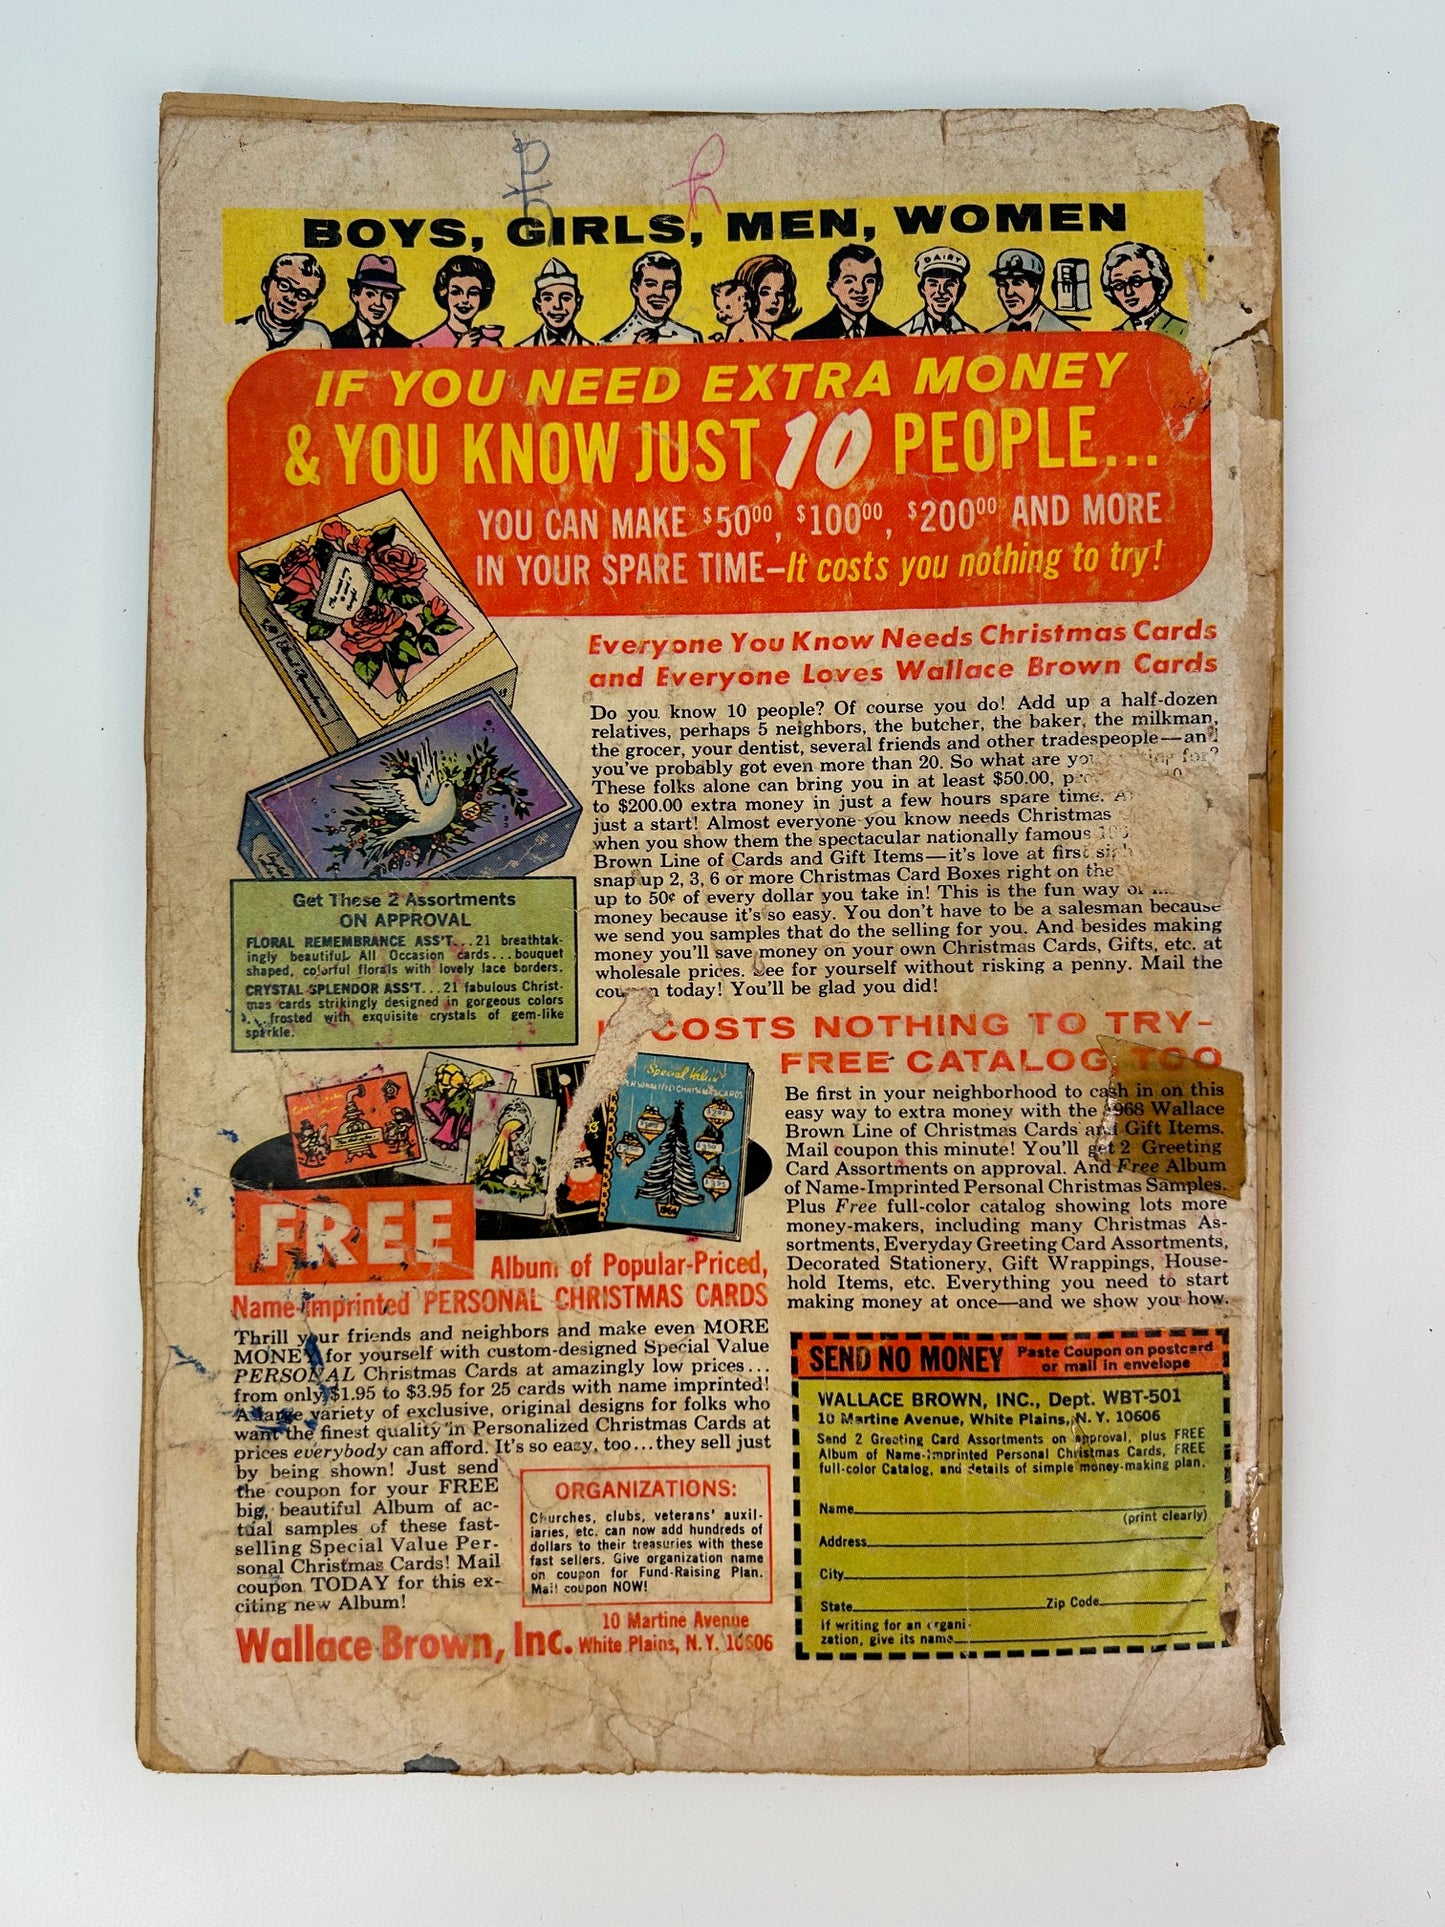 BOYS, GIRLS, MEN, WOMEN
DAIRY
IF YOU NEED EXTRA MONEY
& YOU KNOW JUST 10 PEOPLE...
YOU CAN MAKE $50⁰⁰, $100⁰⁰, $200⁰⁰ AND MORE
IN YOUR SPARE TIME—It costs you nothing to try!
Everyone You Know Needs Christmas Cards
and Everyone Loves Wallace Brown Cards
Do you know 10 people? Of course you do! Add up a half-dozen
relatives, perhaps 5 neighbors, the butcher, the baker, the milkman,
the grocer, your dentist, several friends and other tradespeople—and
you've probably got even more than 20. So what are for?
These folks alone can bring you in at least $50.00,
to $200.00 extra money in just a few hours spare time.
just a start! Almost everyone you know needs Christmas
when you show them the spectacular nationally famous
Brown Line of Cards and Gift Items—it's love at first
snap up 2, 3, 6 or more Christmas Card Boxes right on the
up to 50¢ of every dollar you take in! This is the fun way
money because it's so easy. You don't have to be a salesman because
we send you samples that do the selling for you. And besides making
money you'll save money on your own Christmas Cards, Gifts, etc. at
wholesale prices. See for yourself without risking a penny. Mail the
coupon today! You'll be glad you did!
Get These 2 Assortments
ON APPROVAL
FLORAL REMEMBRANCE ASS'T...21 breathtak-
ingly beautiful All Occasion cards...bouquet
shaped, colorful florals with lovely lace borders.
CRYSTAL SPLENDOR ASS'T...21 fabulous Christ-
mas cards strikingly designed in gorgeous colors
...frosted with exquisite crystals of gem-like
sparkle.
COSTS NOTHING TO TRY-
FREE CATALOG, TOO
Be first in your neighborhood to cash in on this
easy way to extra money with the 1968 Wallace
Brown Line of Christmas Cards and Gift Items.
Mail coupon this minute! You'll get 2 Greeting
Card Assortments on approval. And Free Album
of Name-Imprinted Personal Christmas Samples.
Plus Free full-color catalog showing lots more
money-makers, including many Christmas As-
sortments, Everyday Greeting Card Assortments,
Decorated Stationery, Gift Wrappings, House-
hold Items, etc. Everything you need to start
making money at once—and we show you how.
Special Value
PERSONALIZED CHRISTMAS CARDS
FREE
Album of Popular-Priced,
Name-Imprinted PERSONAL CHRISTMAS CARDS
Thrill your friends and neighbors and make even MORE
MONEY for yourself with custom-designed Special Value
PERSONAL Christmas Cards at amazingly low prices...
from only $1.95 to $3.95 for 25 cards with name imprinted!
A large variety of exclusive, original designs for folks who
want the finest quality in Personalized Christmas Cards at
prices everybody can afford. It's so easy, too...they sell just
by being shown! Just send
the coupon for your FREE
big, beautiful Album of ac-
tual samples of these fast-
selling Special Value Per-
sonal Christmas Cards! Mail
coupon TODAY for this ex-
citing new Album!
ORGANIZATIONS:
Churches, clubs, veterans' auxil-
iaries, etc. can now add hundreds of
dollars to their treasuries with these
fast sellers. Give organization name
on coupon for Fund-Raising Plan.
Mail coupon NOW!
Wallace Brown, Inc.
10 Martine Avenue
White Plains, N.Y. 10606
SEND NO MONEY
Paste Coupon on postcard
or mail in envelope
WALLACE BROWN, INC., Dept. WBT-501
10 Martine Avenue, White Plains, N. Y. 10606
Send 2 Greeting Card Assortments on approval, plus FREE
Album of Name-Imprinted Personal Christmas Cards, FREE
full-color Catalog, and details of simple money-making plan.
Name
(print clearly)
Address
City
State Zip Code
If writing for an organi-
zation, give its name